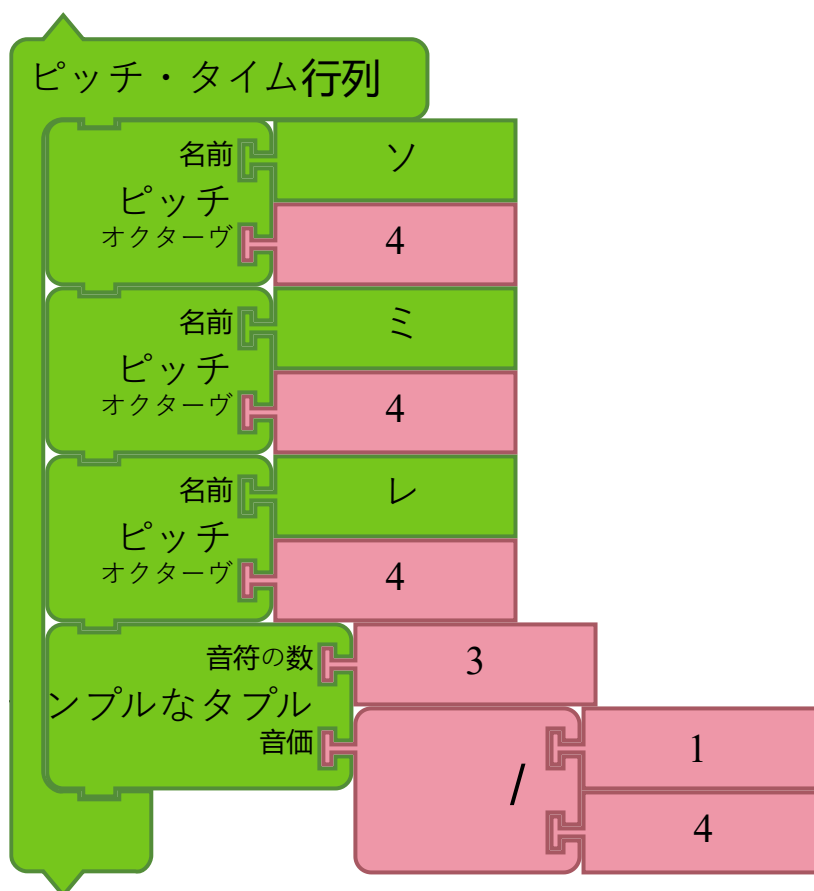 ピッチ・タイム行列
名前 ソ
ピッチ
オクターヴ 4
名前 ミ
ピッチ
オクターヴ 4
名前 レ
ピッチ
オクターヴ 4
音符の数 3
ンプルなタプル
音価 / 1
4